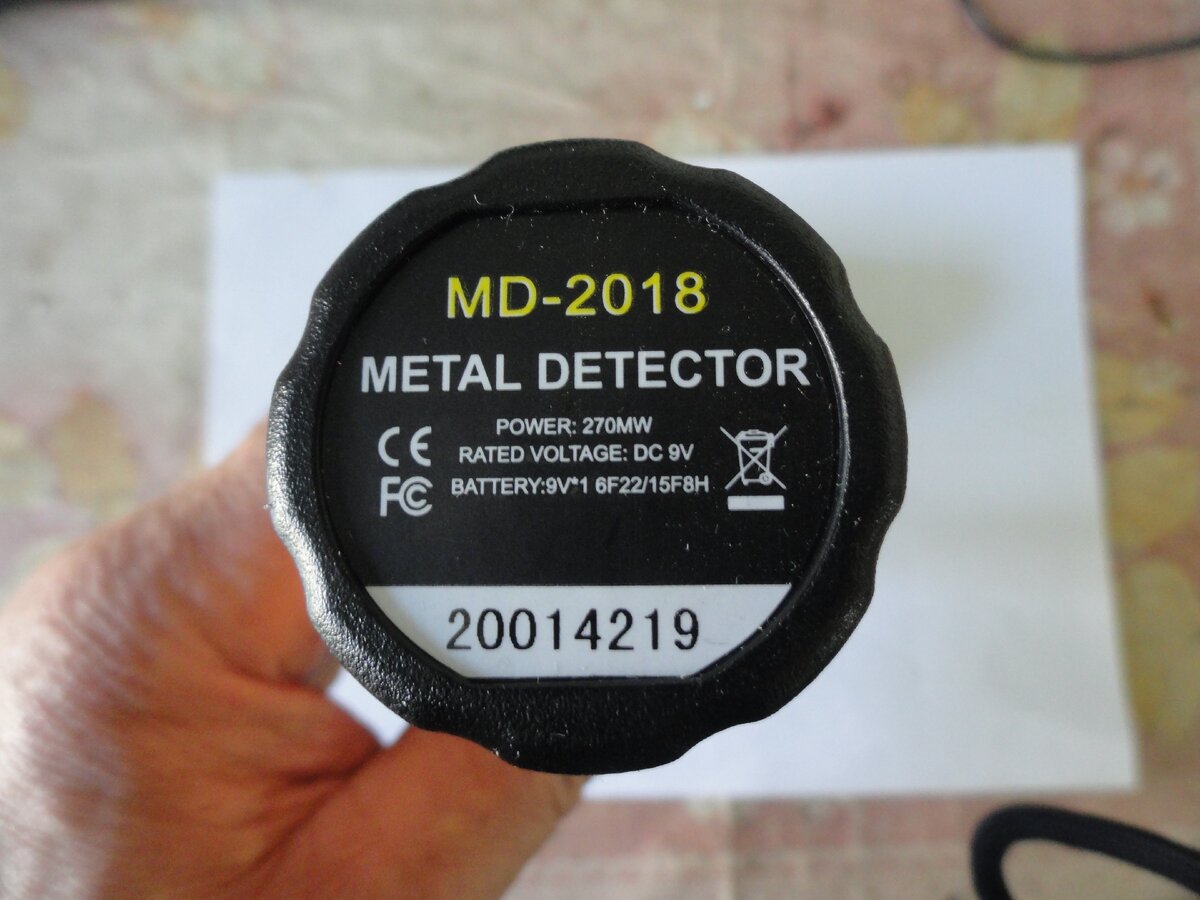 MD-2018
METAL DETECTOR
POWER: 270MW
CE
RATED VOLTAGE: DC 9V
FC
BATTERY:9V*1 6F22/15F8H
20014219